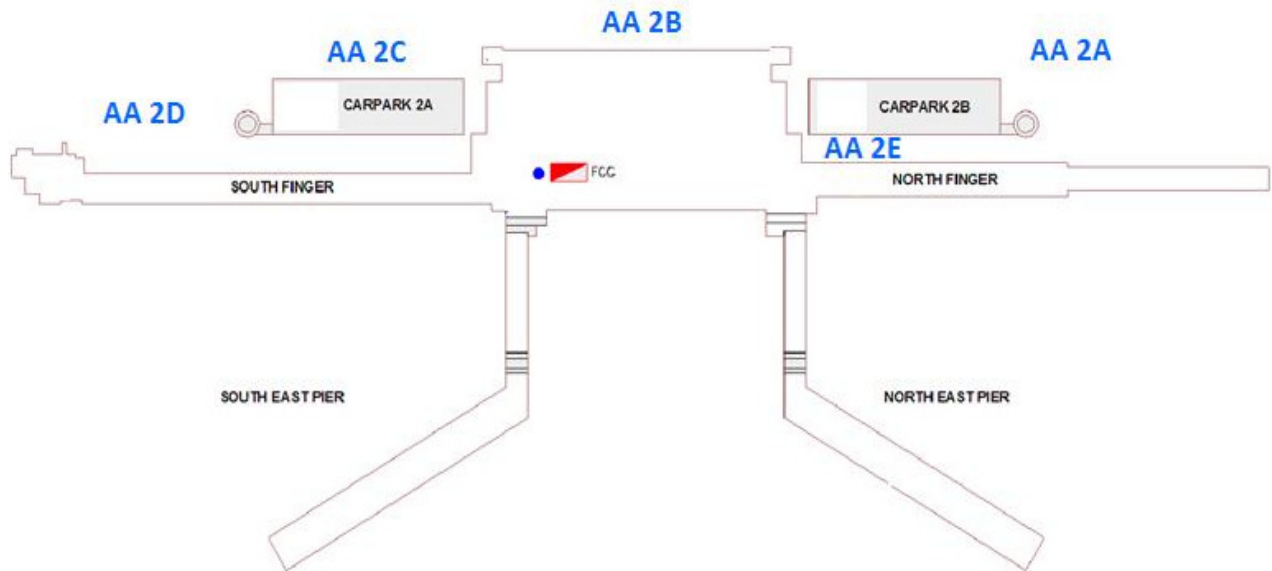 AA 2B
AA 2C
AA 2A
CARPARK 2A
CARPARK 2B
AA 2D
AA 2E
FCC
SOUTH FINGER
NORTH FINGER
SOUTH EAST PIER
NORTH EAST PIER